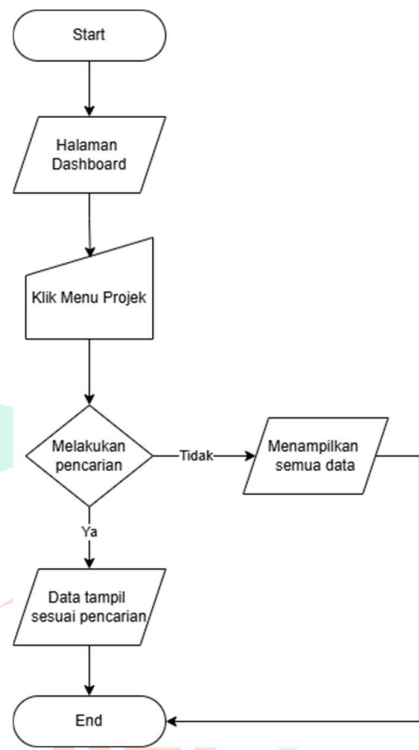 Start
Halaman
Dashboard
Klik Menu Projek
Melakukan
pencarian
Tidak
Menampilkan
semua data
Ya
Data tampil
sesuai pencarian
End